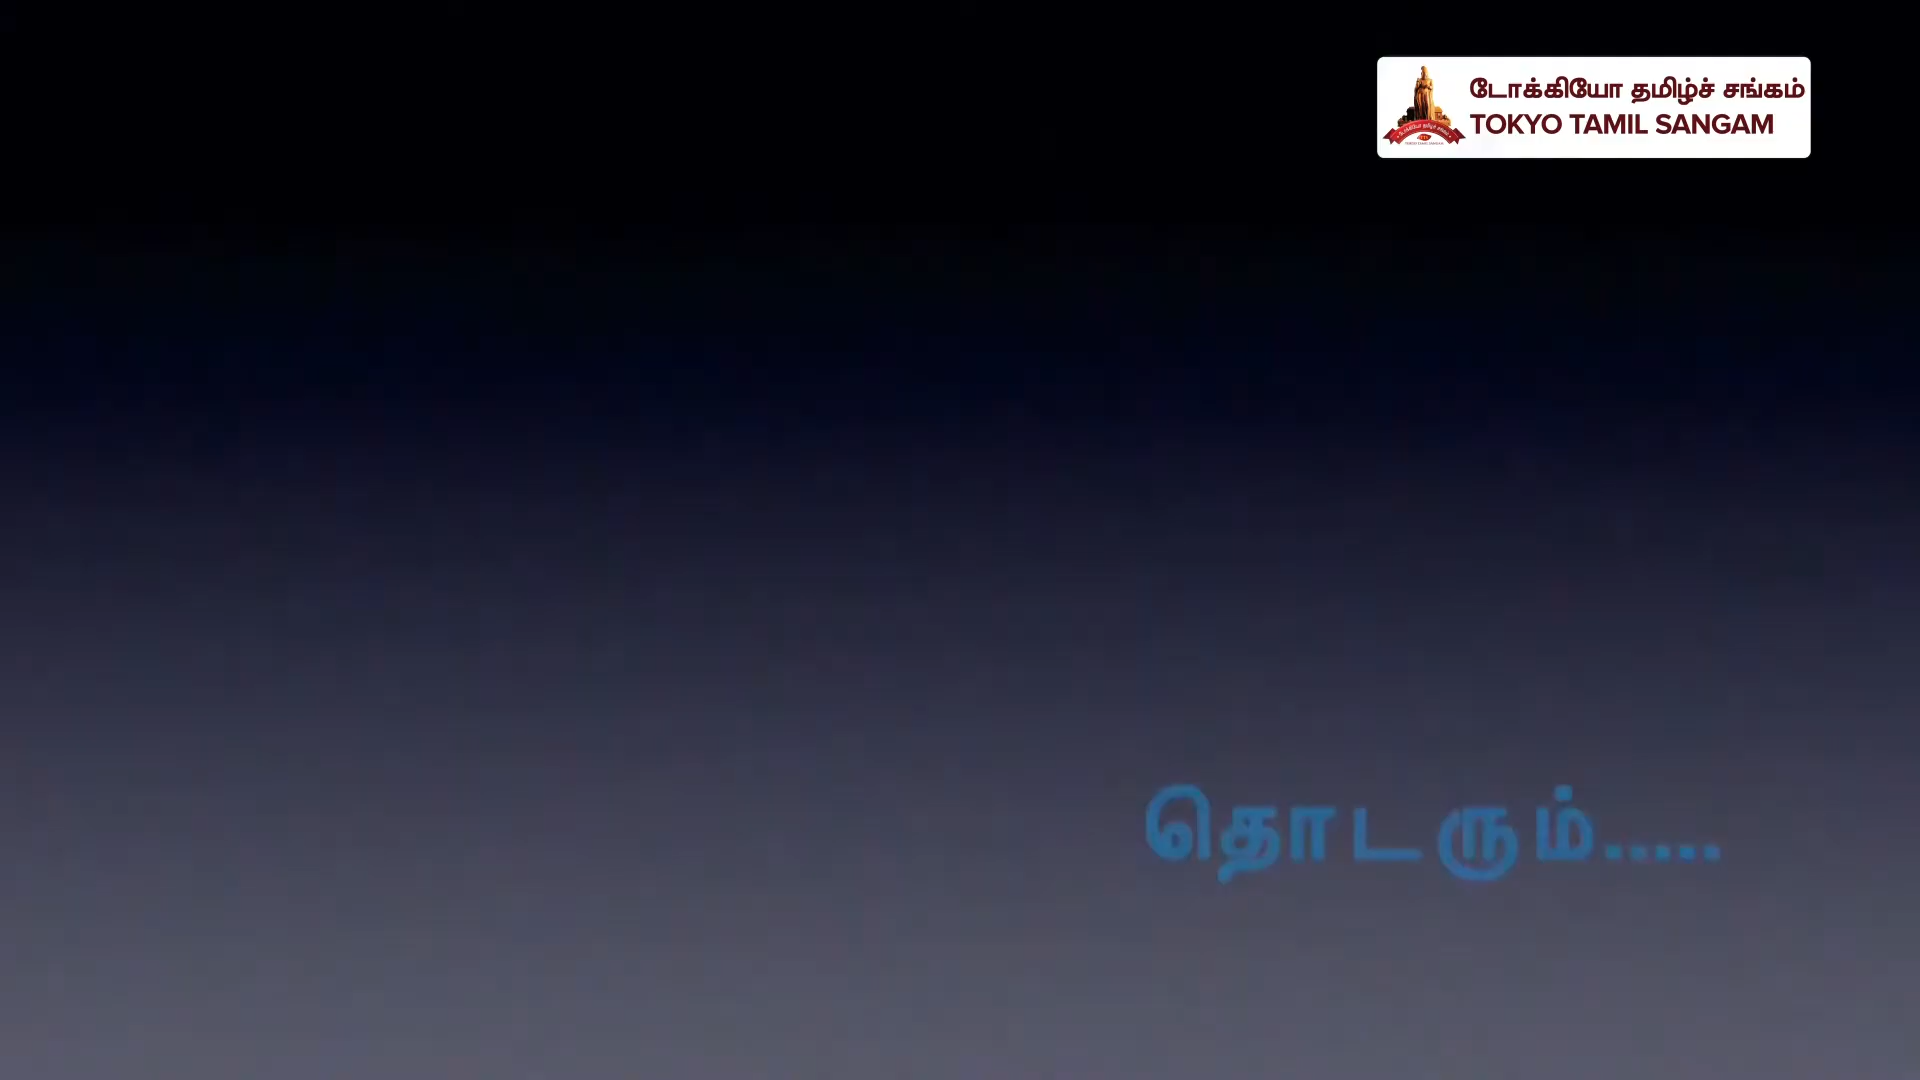 டோக்கியோ தமிழ்ச் சங்கம்
TOKYO TAMIL SANGAM
தொடரும்.....